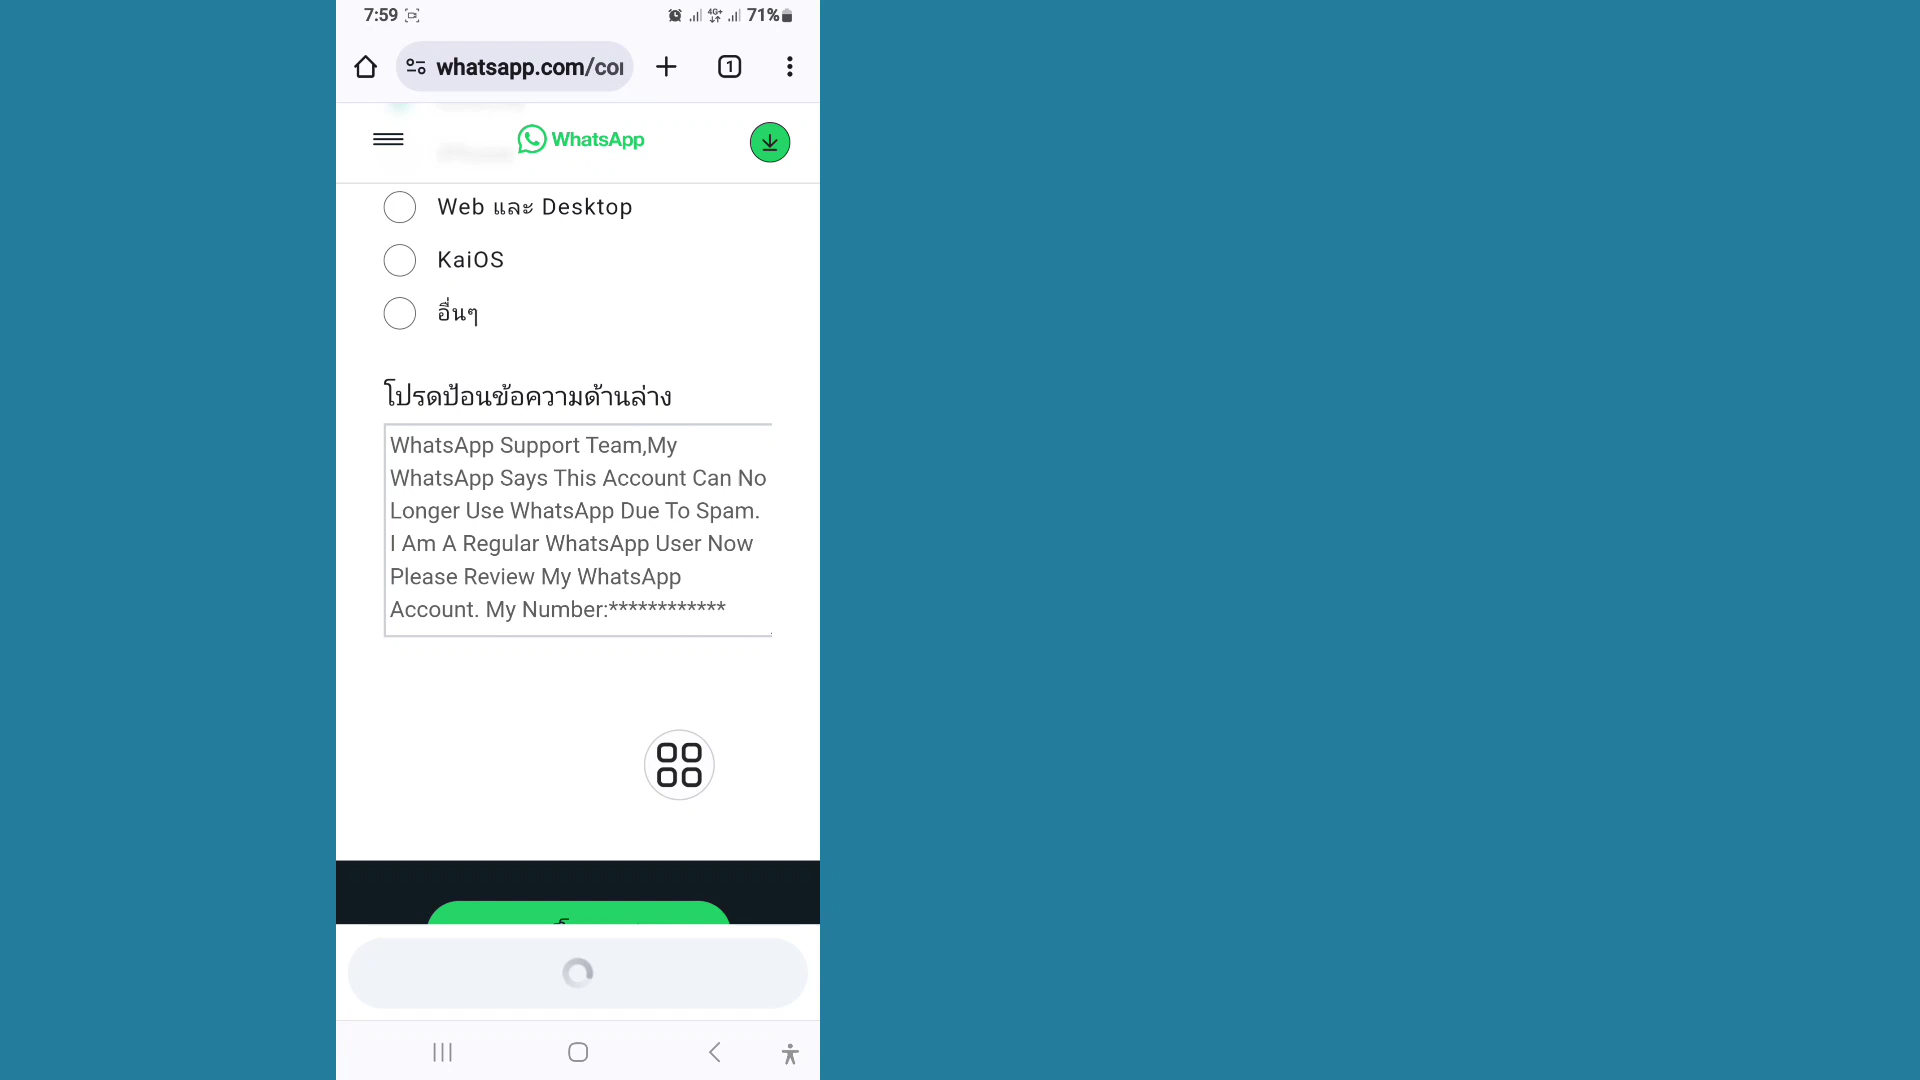 7:59
4G+
71%
whatsapp.com/co
1
WhatsApp
Web และ Desktop
KaiOS
อื่นๆ
โปรดป้อนข้อความด้านล่าง
WhatsApp Support Team,My
WhatsApp Says This Account Can No
Longer Use WhatsApp Due To Spam.
I Am A Regular WhatsApp User Now
Please Review My WhatsApp
Account. My Number:************